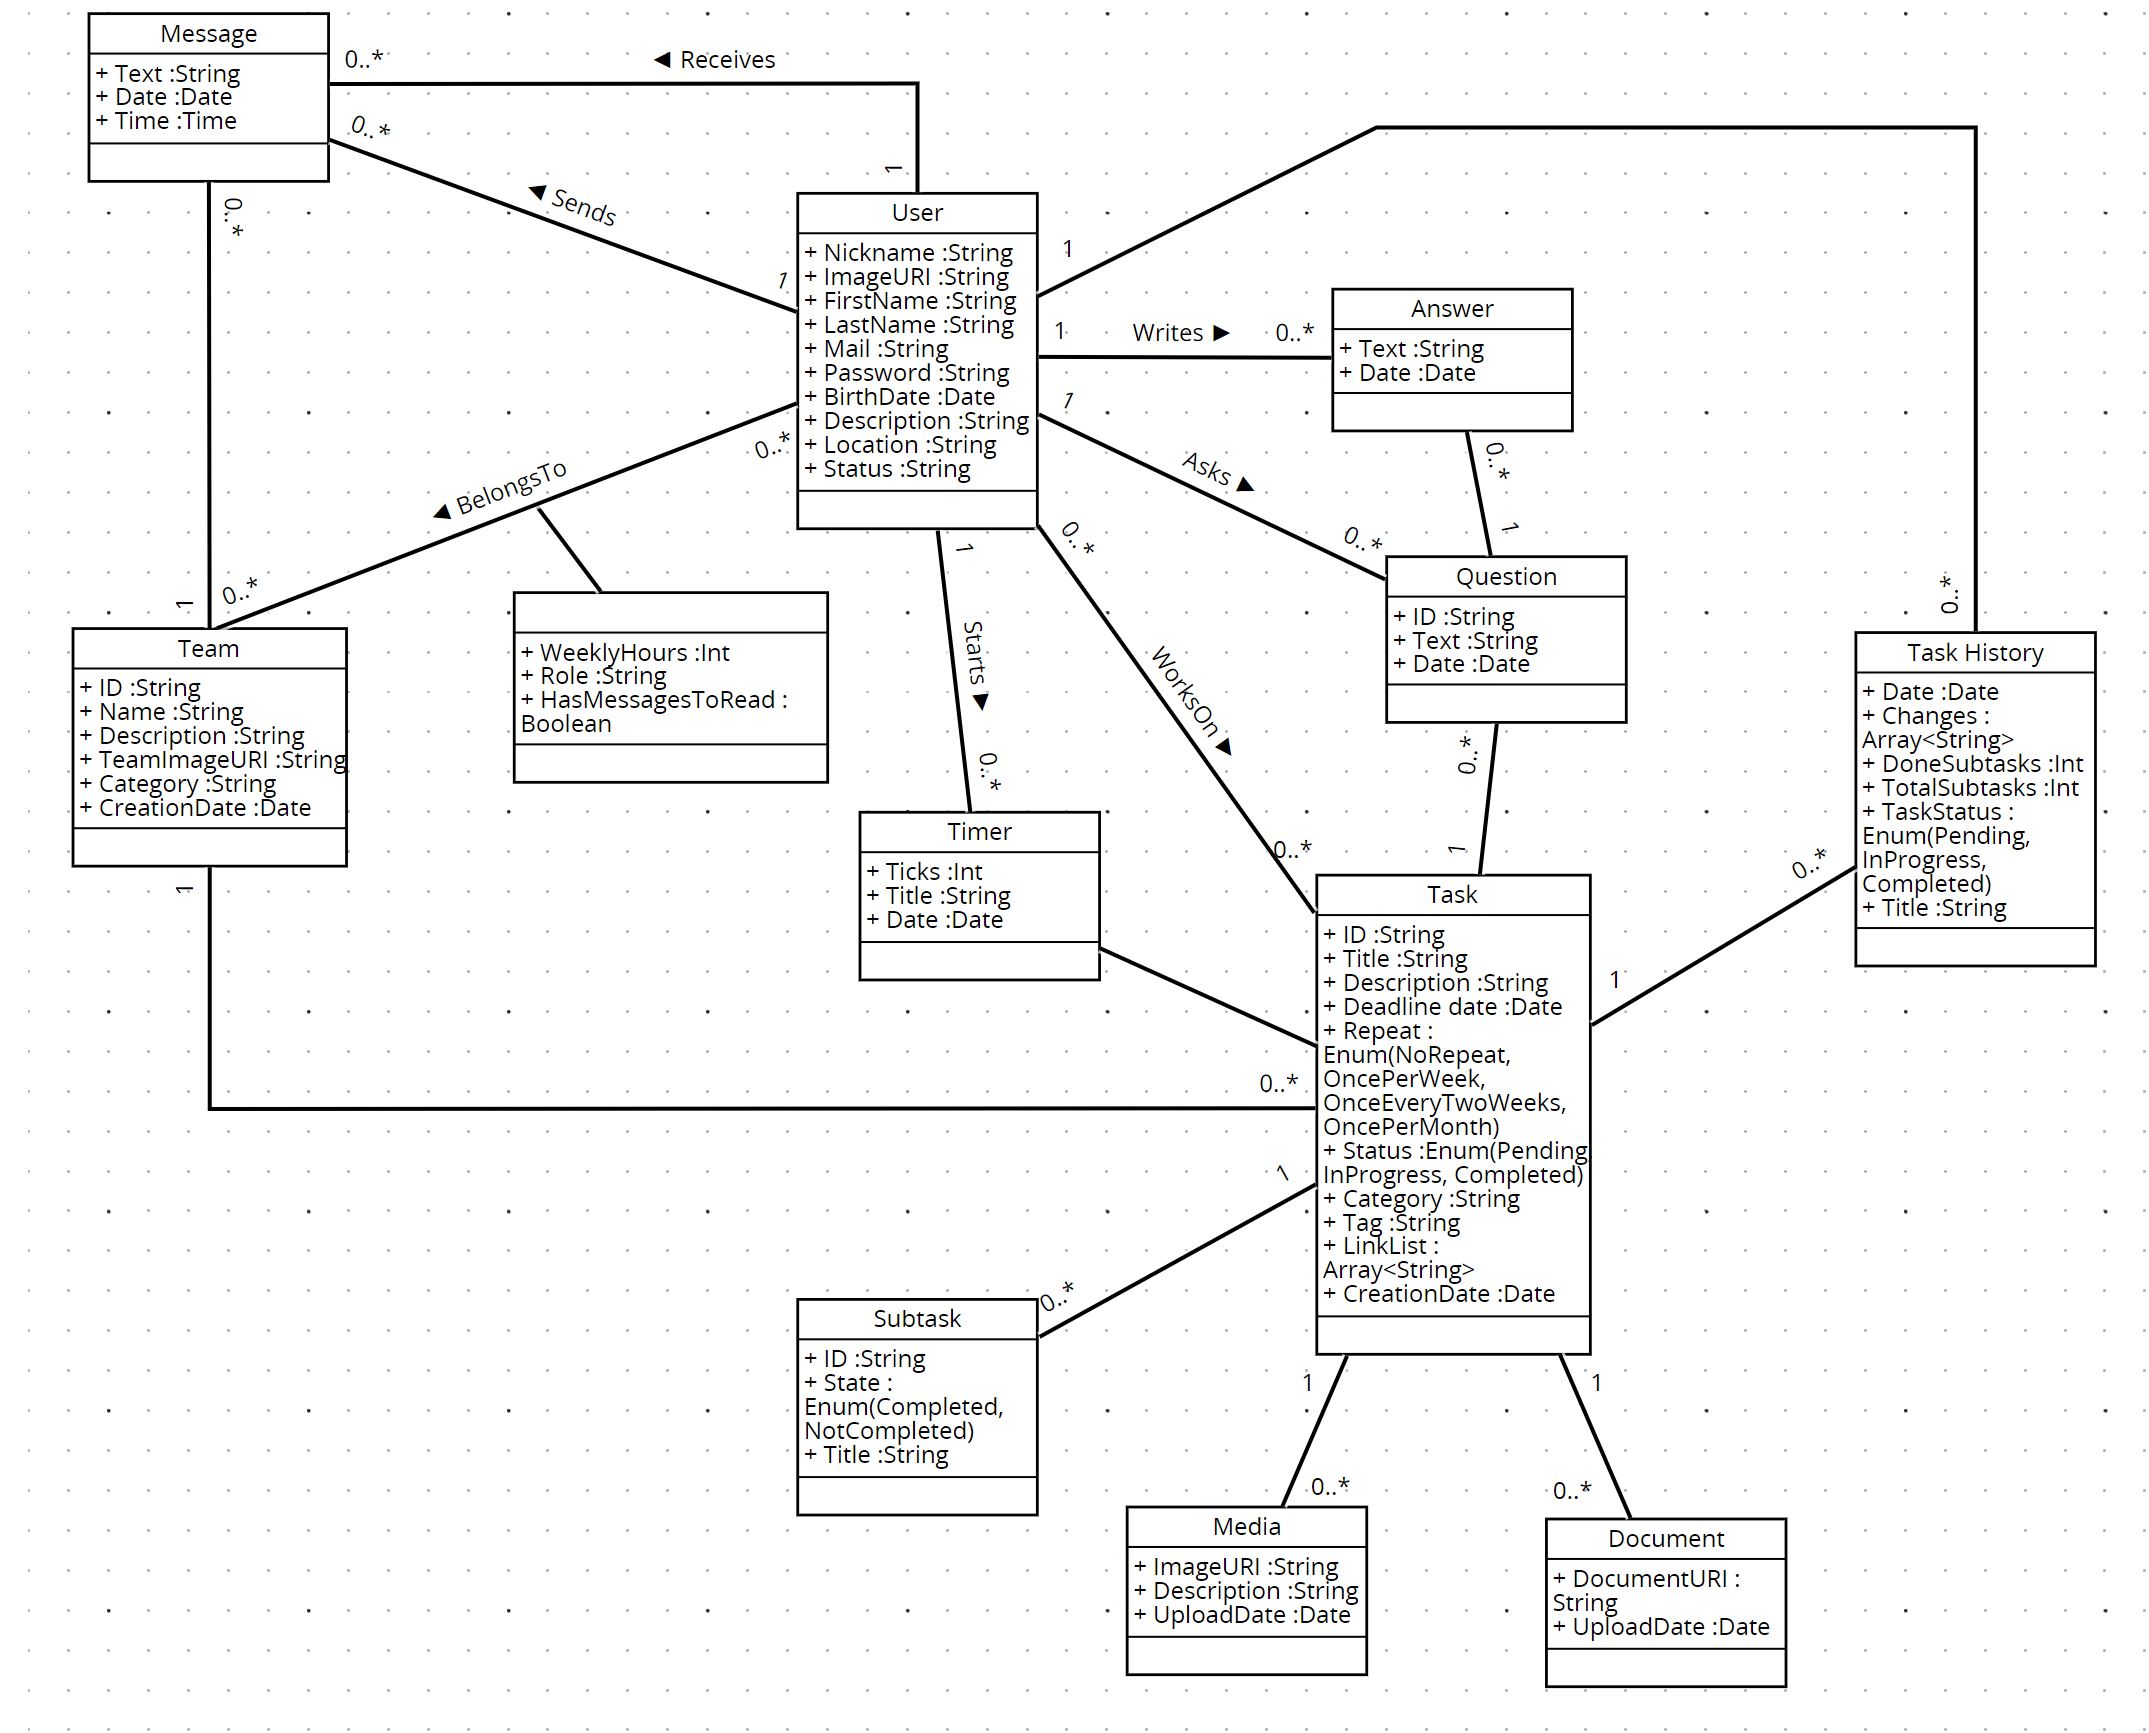 Message
+ Text :String
+ Date :Date
+ Time :Time
0..*
◄ Receives
1
0..*
◄ Sends
1
0..*
1
User
+ Nickname :String
+ ImageURI :String
+ FirstName :String
+ LastName :String
+ Mail :String
+ Password :String
+ BirthDate :Date
+ Description :String
+ Location :String
+ Status :String
1
0..*
1
Writes ►
0..*
Answer
+ Text :String
+ Date :Date
1
Asks ►
0..*
0..*
1
Question
+ ID :String
+ Text :String
+ Date :Date
0..*
◄ BelongsTo
0..*
+ WeeklyHours :Int
+ Role :String
+ HasMessagesToRead :
Boolean
Team
+ ID :String
+ Name :String
+ Description :String
+ TeamImageURI :String
+ Category :String
+ CreationDate :Date
1
0..*
1
Starts ►
0..*
Timer
+ Ticks :Int
+ Title :String
+ Date :Date
0..*
WorksOn ►
0..*
0..*
1
Task History
+ Date :Date
+ Changes :
Array<String>
+ DoneSubtasks :Int
+ TotalSubtasks :Int
+ TaskStatus :
Enum(Pending,
InProgress,
Completed)
+ Title :String
0..*
1
Task
+ ID :String
+ Title :String
+ Description :String
+ Deadline date :Date
+ Repeat :
Enum(NoRepeat,
OncePerWeek,
OnceEveryTwoWeeks,
OncePerMonth)
+ Status :Enum(Pending
InProgress, Completed)
+ Category :String
+ Tag :String
+ LinkList :
Array<String>
+ CreationDate :Date
1
0..*
Subtask
+ ID :String
+ State :
Enum(Completed,
NotCompleted)
+ Title :String
1
0..*
Media
+ ImageURI :String
+ Description :String
+ UploadDate :Date
1
0..*
Document
+ DocumentURI :
String
+ UploadDate :Date